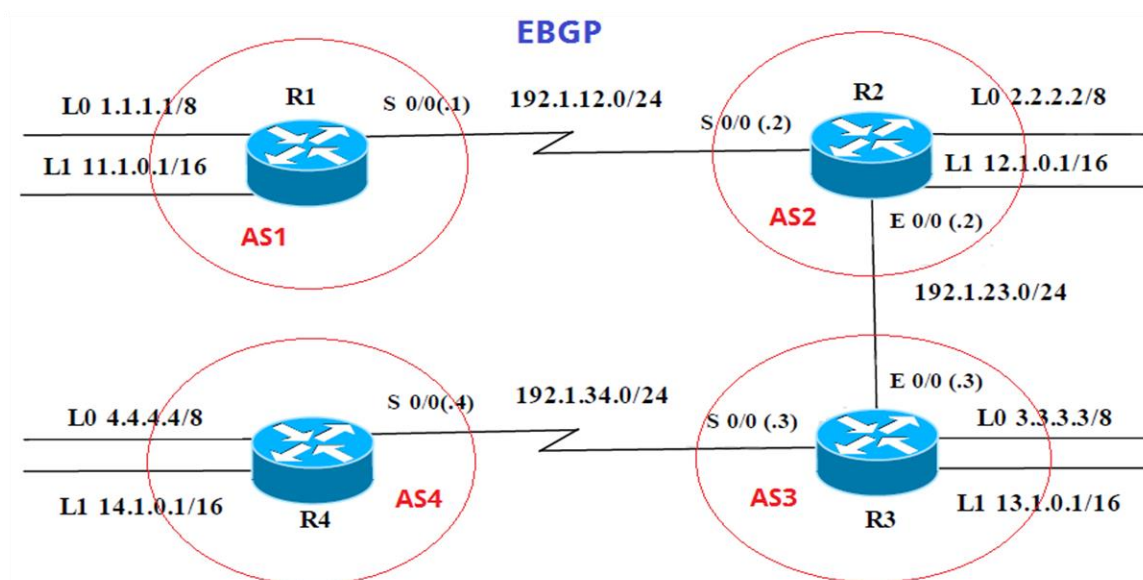 EBGP
L0 1.1.1.1/8
R1
S 0/0(.1)
192.1.12.0/24
S 0/0 (.2)
R2
L0 2.2.2.2/8
L1 11.1.0.1/16
L1 12.1.0.1/16
AS1
AS2
E 0/0 (.2)
192.1.23.0/24
L0 4.4.4.4/8
S 0/0(.4)
192.1.34.0/24
S 0/0 (.3)
E 0/0 (.3)
L0 3.3.3.3/8
L1 14.1.0.1/16
R4
AS4
AS3
R3
L1 13.1.0.1/16